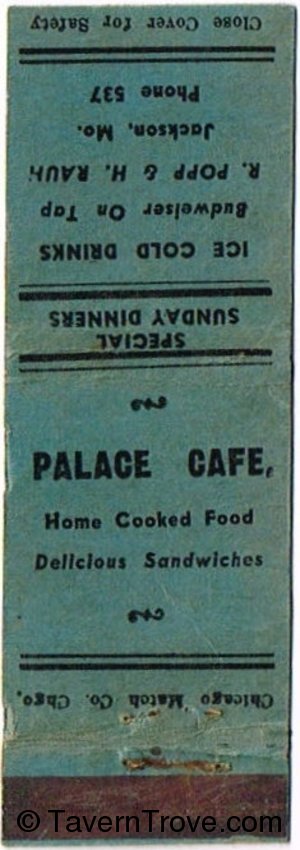 Close Cover for Safety
Phone 537
Jackson, Mo.
R. POPP & H. RAUH
Budweiser On Tap
ICE COLD DRINKS
SPECIAL
SUNDAY DINNERS
PALACE CAFE,
Home Cooked Food
Delicious Sandwiches
Chicago Match Co. Chgo,
© TavernTrove.com